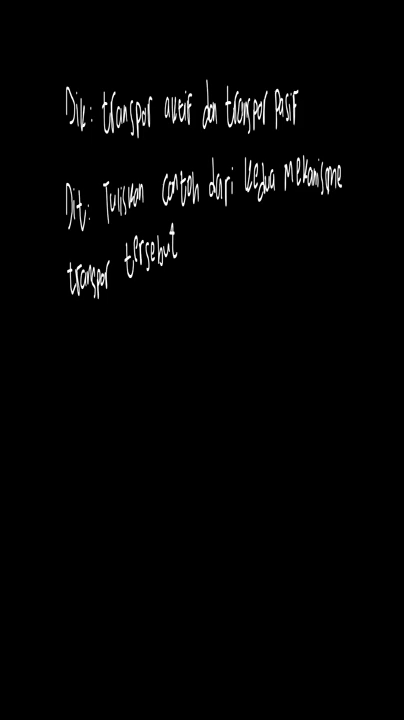 Dik: transpor aktif dan transpor pasif
Dit: Tuliskan contoh dari kedua mekanisme
transpor tersebut